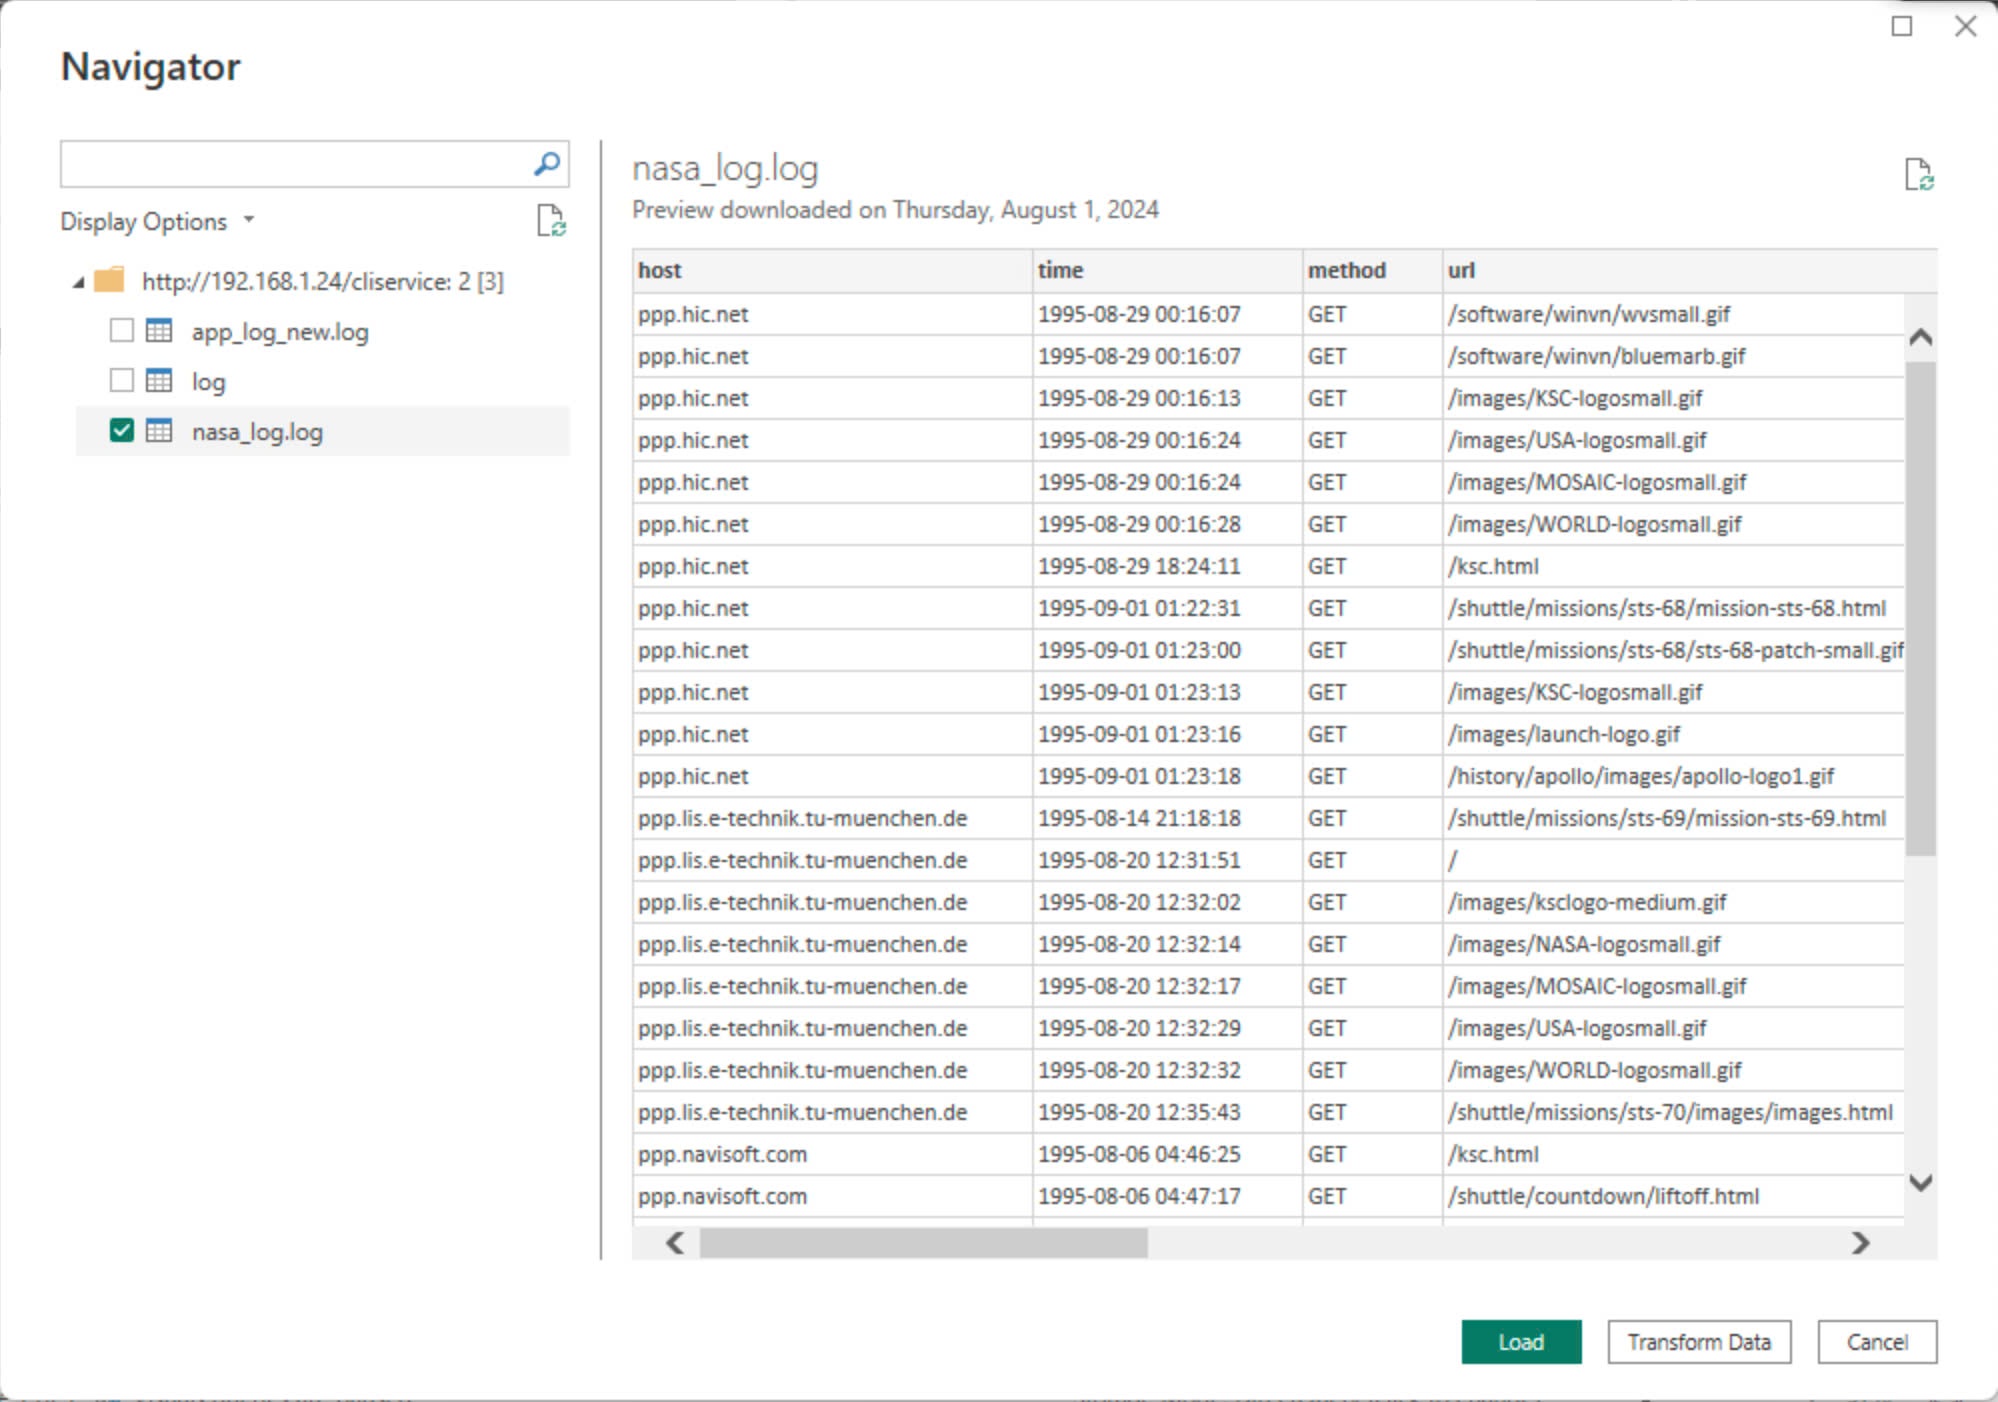 Navigator
Display Options
http://192.168.1.24/cliservice: 2 [3]
app_log_new.log
log
nasa_log.log
nasa_log.log
Preview downloaded on Thursday, August 1, 2024
host time method url
ppp.hic.net 1995-08-29 00:16:07 GET /software/winvn/wvsmall.gif
ppp.hic.net 1995-08-29 00:16:07 GET /software/winvn/bluemarb.gif
ppp.hic.net 1995-08-29 00:16:13 GET /images/KSC-logosmall.gif
ppp.hic.net 1995-08-29 00:16:24 GET /images/USA-logosmall.gif
ppp.hic.net 1995-08-29 00:16:24 GET /images/MOSAIC-logosmall.gif
ppp.hic.net 1995-08-29 00:16:28 GET /images/WORLD-logosmall.gif
ppp.hic.net 1995-08-29 18:24:11 GET /ksc.html
ppp.hic.net 1995-09-01 01:22:31 GET /shuttle/missions/sts-68/mission-sts-68.html
ppp.hic.net 1995-09-01 01:23:00 GET /shuttle/missions/sts-68/sts-68-patch-small.gif
ppp.hic.net 1995-09-01 01:23:13 GET /images/KSC-logosmall.gif
ppp.hic.net 1995-09-01 01:23:16 GET /images/launch-logo.gif
ppp.hic.net 1995-09-01 01:23:18 GET /history/apollo/images/apollo-logo1.gif
ppp.lis.e-technik.tu-muenchen.de 1995-08-14 21:18:18 GET /shuttle/missions/sts-69/mission-sts-69.html
ppp.lis.e-technik.tu-muenchen.de 1995-08-20 12:31:51 GET /
ppp.lis.e-technik.tu-muenchen.de 1995-08-20 12:32:02 GET /images/ksclogo-medium.gif
ppp.lis.e-technik.tu-muenchen.de 1995-08-20 12:32:14 GET /images/NASA-logosmall.gif
ppp.lis.e-technik.tu-muenchen.de 1995-08-20 12:32:17 GET /images/MOSAIC-logosmall.gif
ppp.lis.e-technik.tu-muenchen.de 1995-08-20 12:32:29 GET /images/USA-logosmall.gif
ppp.lis.e-technik.tu-muenchen.de 1995-08-20 12:32:32 GET /images/WORLD-logosmall.gif
ppp.lis.e-technik.tu-muenchen.de 1995-08-20 12:35:43 GET /shuttle/missions/sts-70/images/images.html
ppp.navisoft.com 1995-08-06 04:46:25 GET /ksc.html
ppp.navisoft.com 1995-08-06 04:47:17 GET /shuttle/countdown/liftoff.html
Load Transform Data Cancel